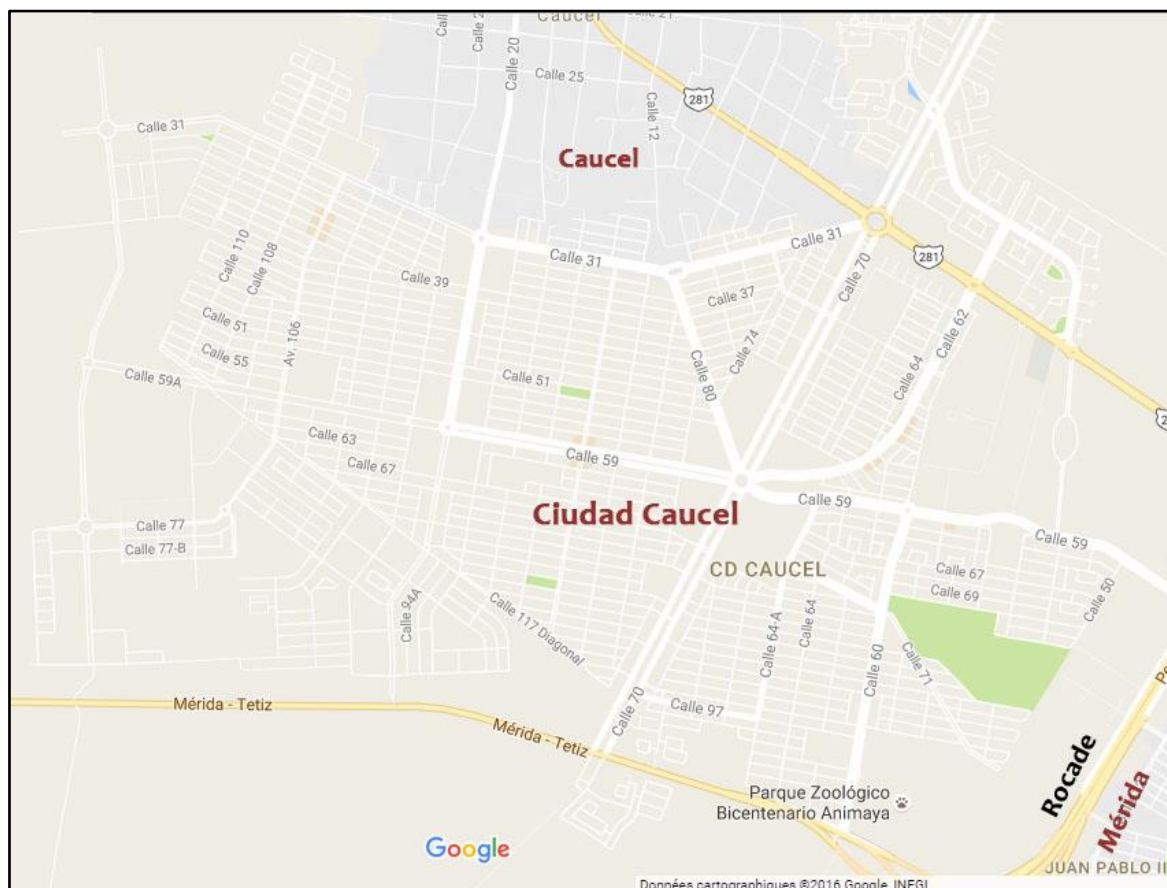 Caucel
Calle 20
Calle 25
Calle 12
281
Calle 31
Caucel
Calle 110
Calle 108
Calle 31
Calle 31
Calle 70
281
Calle 39
Calle 37
Calle 51
Calle 55
Av. 106
Calle 74
Calle 62
Calle 64
Calle 59A
Calle 51
Calle 80
Calle 63
Calle 67
Calle 59
Calle 59
Calle 59
Ciudad Caucel
Calle 77
Calle 77-B
CD CAUCEL
Calle 67
Calle 69
Calle 50
Calle 94A
Calle 117 Diagonal
Calle 64-A
Calle 64
Calle 60
Calle 71
Calle 70
Calle 97
Mérida - Tetiz
Mérida - Tetiz
Parque Zoológico
Bicentenario Animaya
Rocade
Mérida
Google
JUAN PABLO II
Données cartographiques ©2016 Google, INEGI